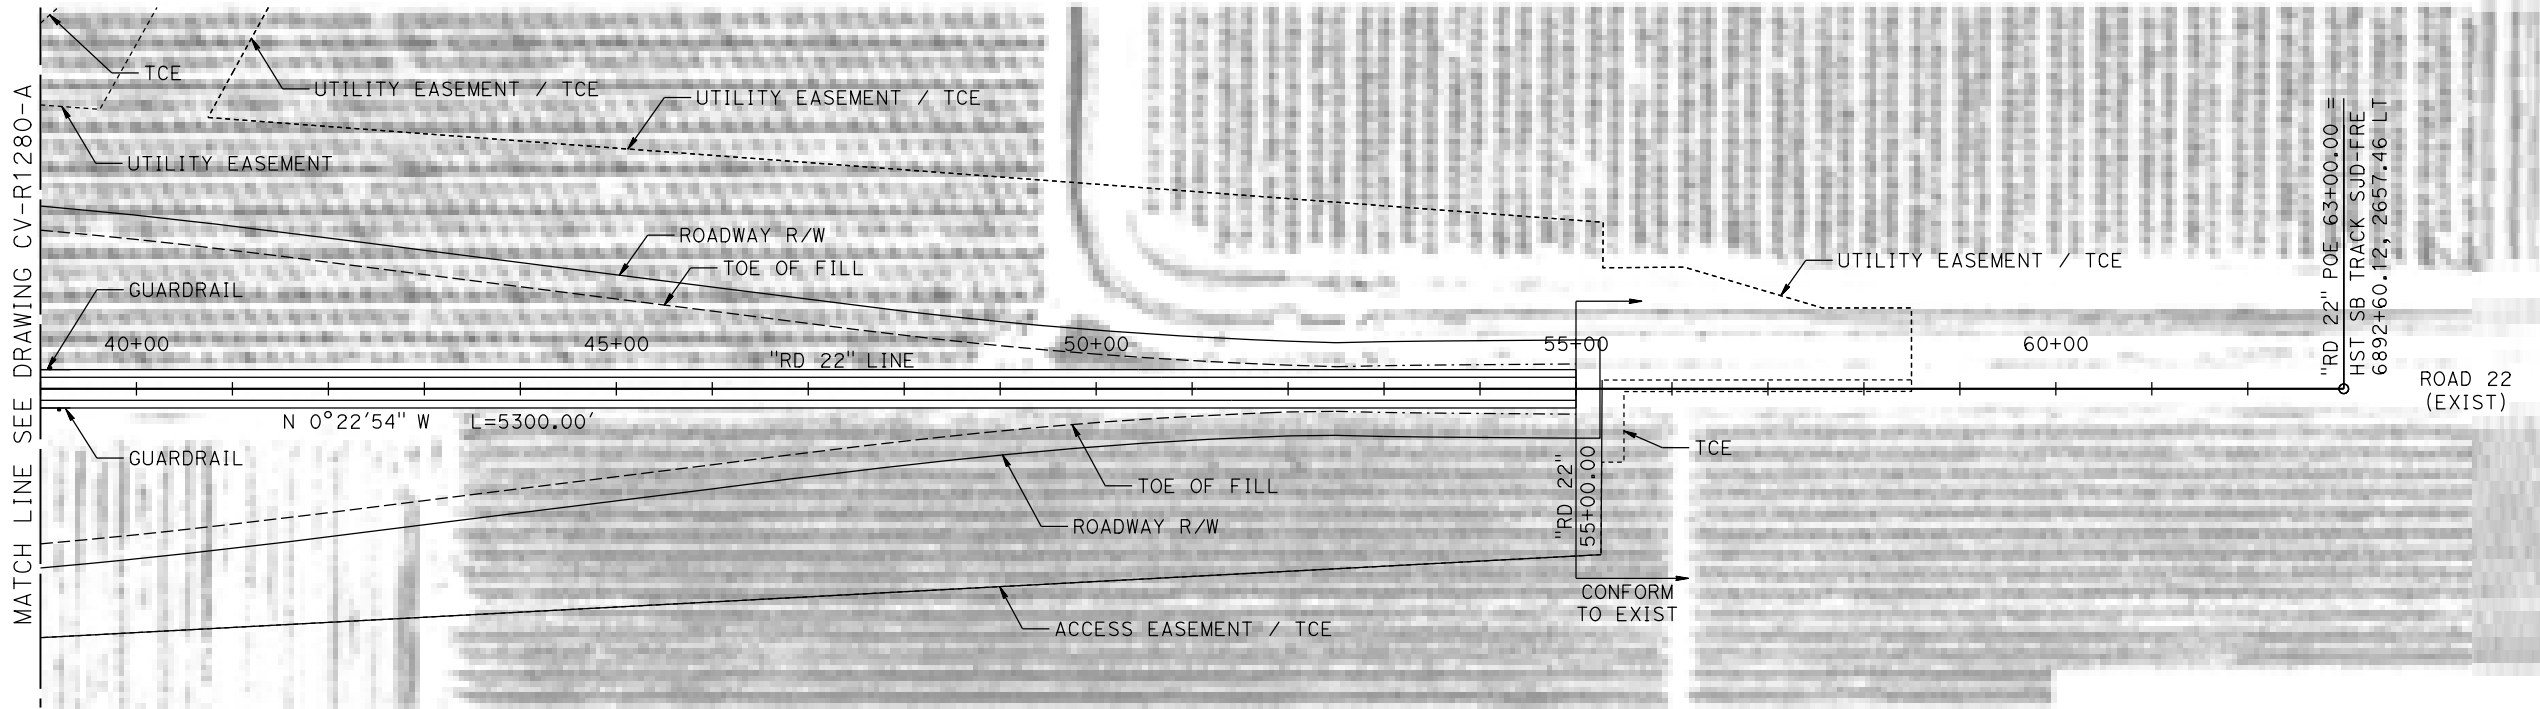 MATCH LINE SEE DRAWING CV-R1280-A
TCE
UTILITY EASEMENT / TCE
UTILITY EASEMENT / TCE
UTILITY EASEMENT
ROADWAY R/W
TOE OF FILL
GUARDRAIL
UTILITY EASEMENT / TCE
40+00
45+00
50+00
55+00
60+00
"RD 22" LINE
"RD 22" POE 63+00.00 =
HST SB TRACK SJD-FRE
6892+60.12, 2657.46 LT
ROAD 22
(EXIST)
N 0°22'54" W
L=5300.00'
GUARDRAIL
TCE
TOE OF FILL
ROADWAY R/W
"RD 22"
55+00.00
CONFORM
TO EXIST
ACCESS EASEMENT / TCE